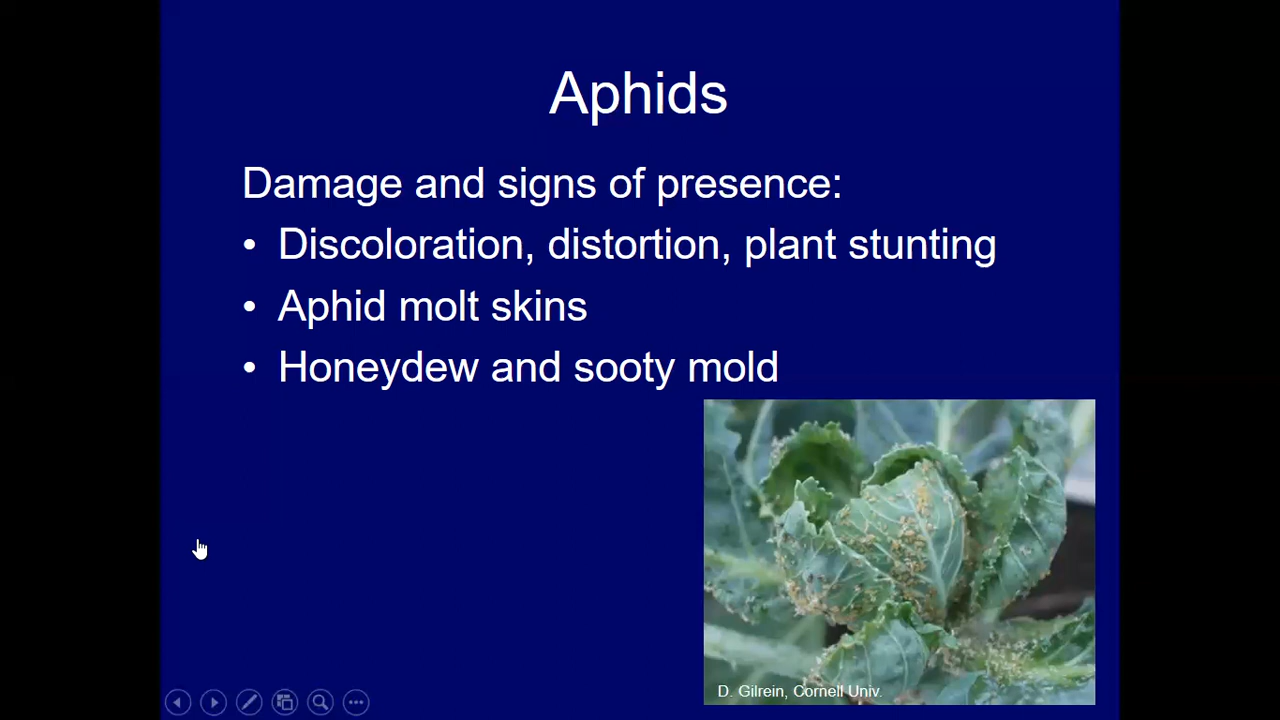 Aphids
Damage and signs of presence:
• Discoloration, distortion, plant stunting
• Aphid molt skins
• Honeydew and sooty mold
D. Gilrein, Cornell Univ.